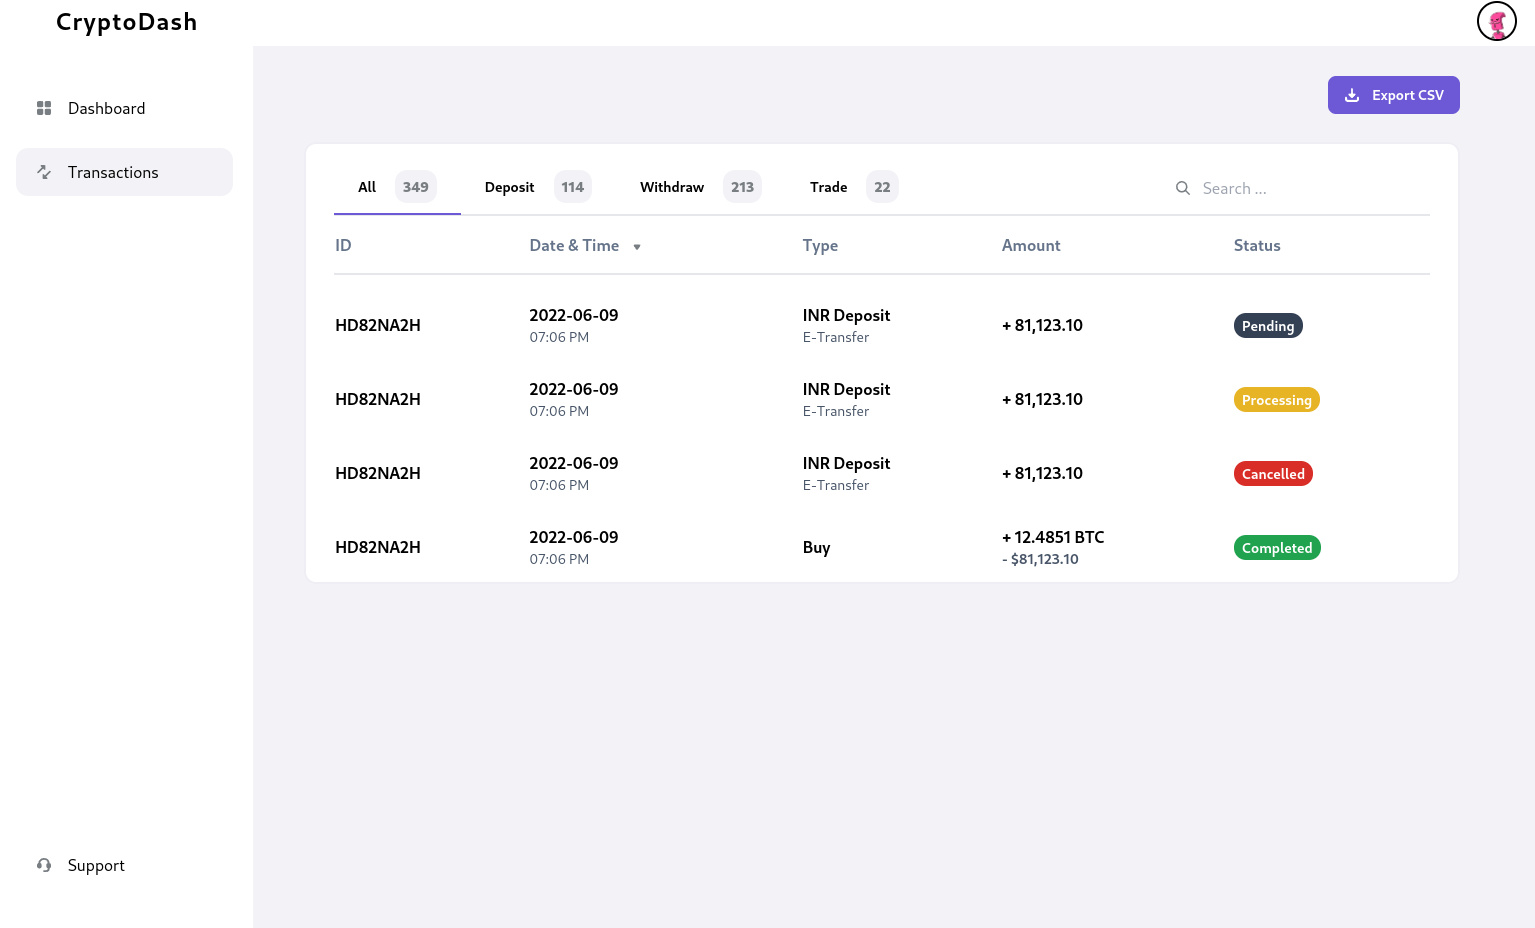 CryptoDash
Dashboard
Transactions
Support
Export CSV
All 349 Deposit 114 Withdraw 213 Trade 22 Search ...
ID Date & Time Type Amount Status
HD82NA2H 2022-06-09 INR Deposit + 81,123.10 Pending
07:06 PM E-Transfer
HD82NA2H 2022-06-09 INR Deposit + 81,123.10 Processing
07:06 PM E-Transfer
HD82NA2H 2022-06-09 INR Deposit + 81,123.10 Cancelled
07:06 PM E-Transfer
HD82NA2H 2022-06-09 Buy + 12.4851 BTC Completed
07:06 PM - $81,123.10